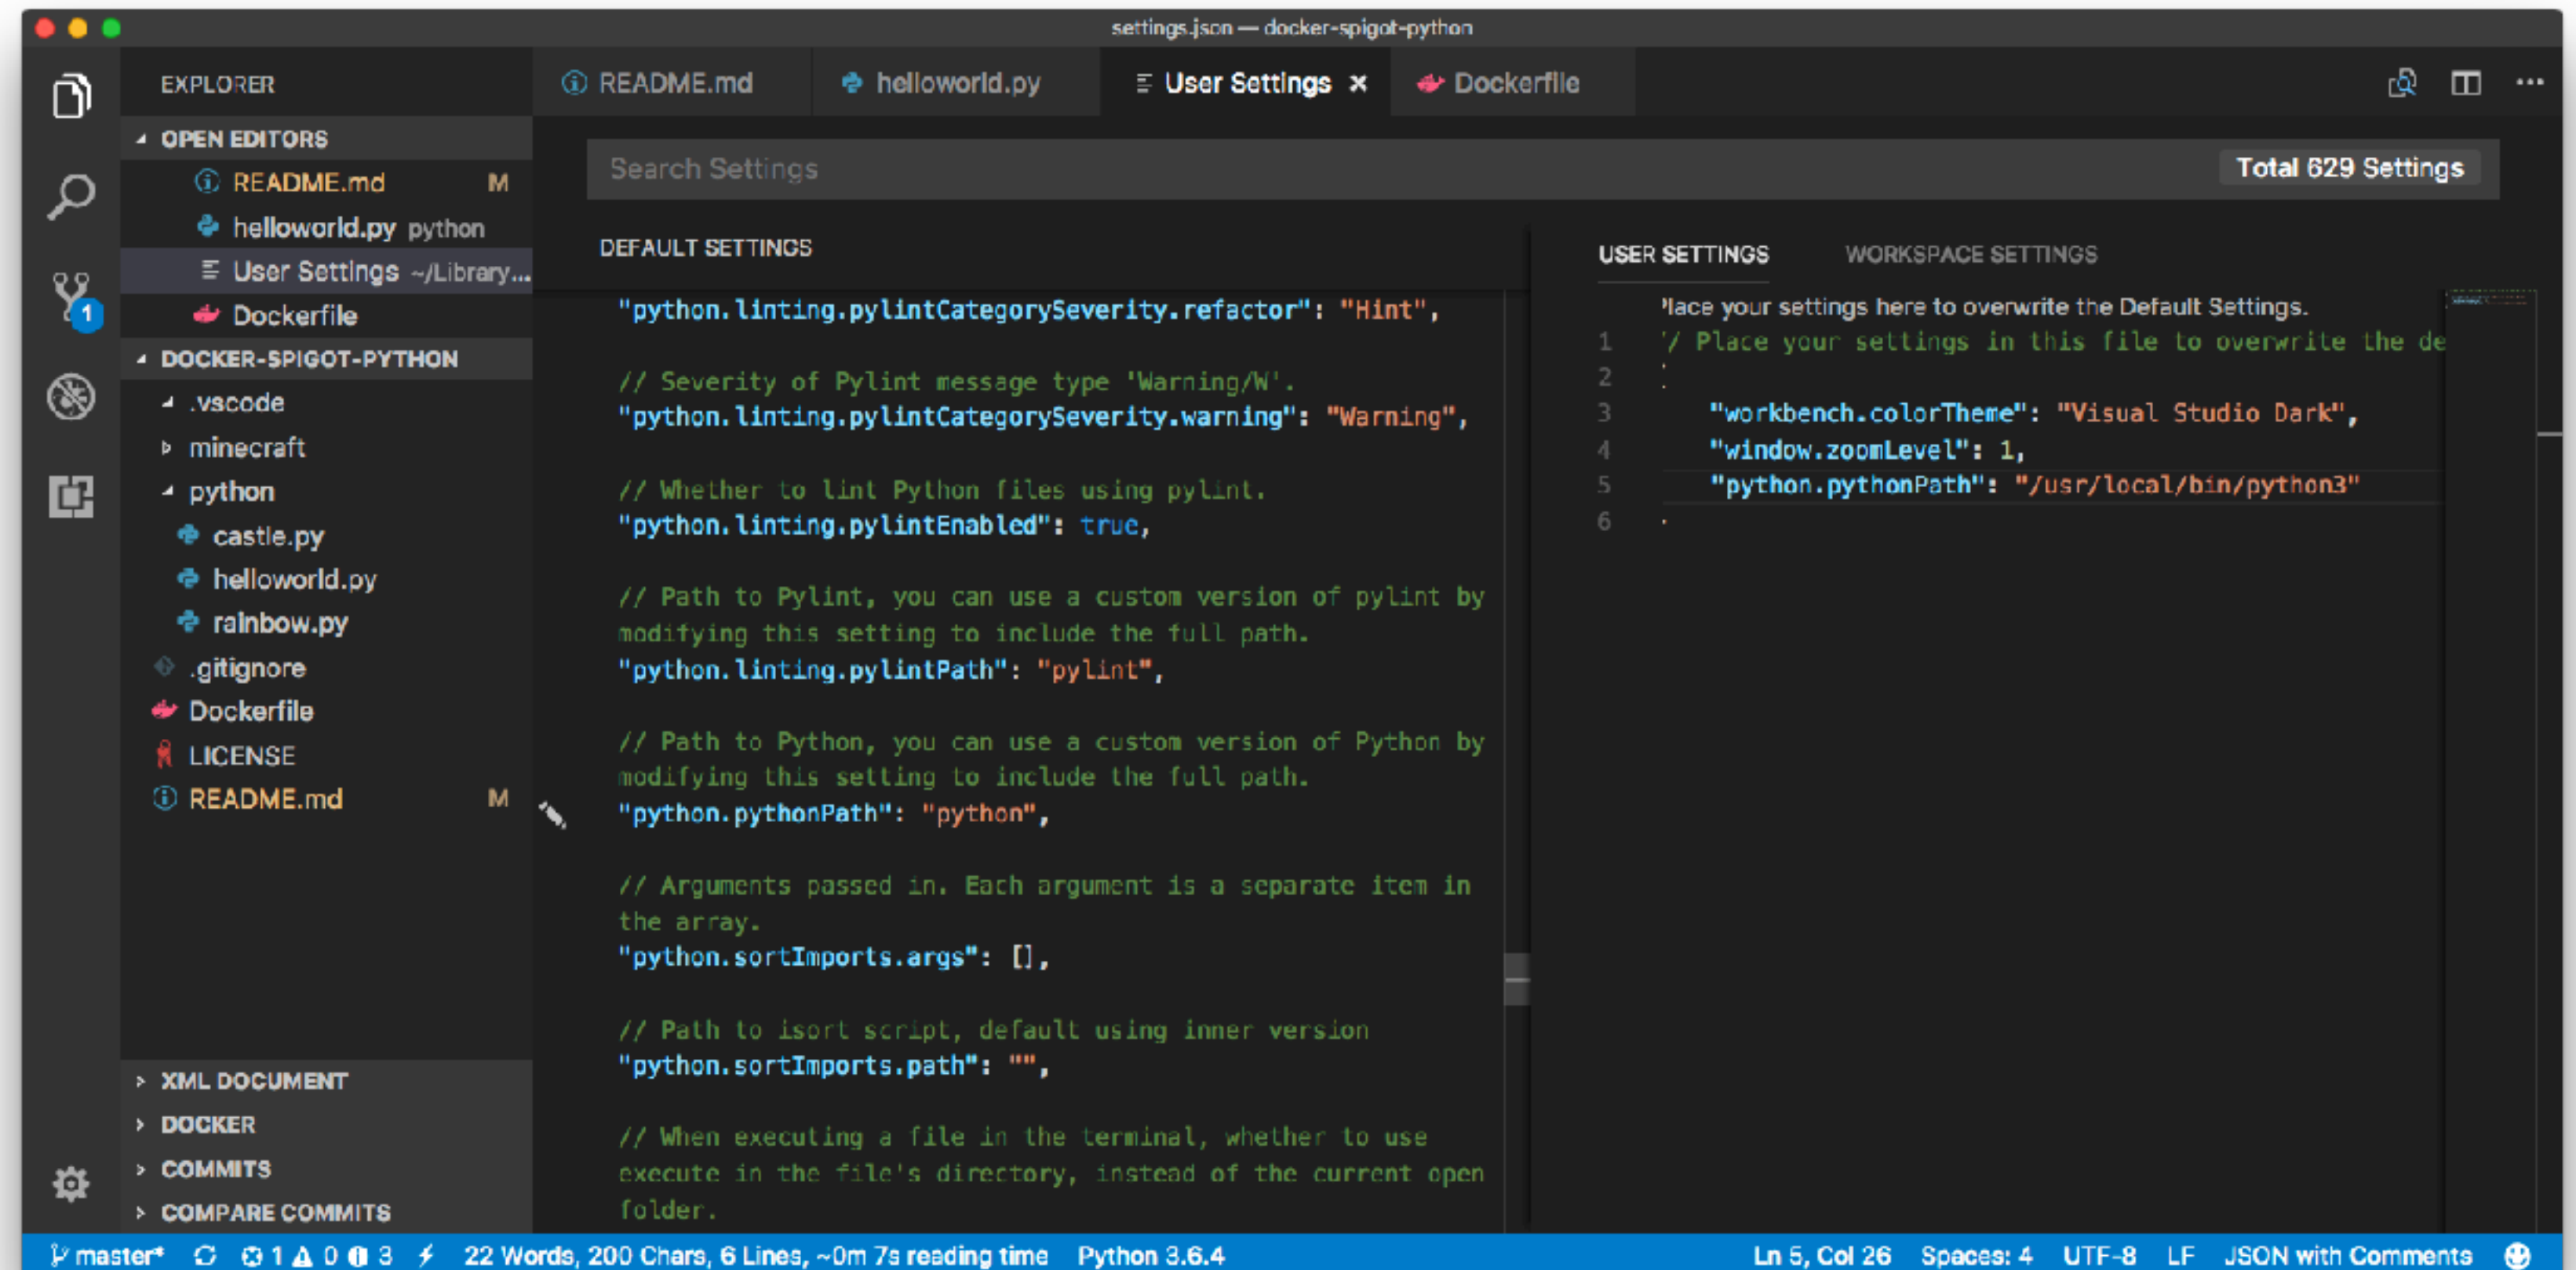 settings.json — docker-spigot-python
EXPLORER
OPEN EDITORS
README.md M
helloworld.py python
User Settings ~/Library...
Dockerfile
DOCKER-SPIGOT-PYTHON
.vscode
minecraft
python
castle.py
helloworld.py
rainbow.py
.gitignore
Dockerfile
LICENSE
README.md M
XML DOCUMENT
DOCKER
COMMITS
COMPARE COMMITS
1
README.md
helloworld.py
User Settings
Dockerfile
Search Settings
Total 629 Settings
DEFAULT SETTINGS
"python.linting.pylintCategorySeverity.refactor": "Hint",
// Severity of Pylint message type 'Warning/W'.
"python.linting.pylintCategorySeverity.warning": "Warning",
// Whether to lint Python files using pylint.
"python.linting.pylintEnabled": true,
// Path to Pylint, you can use a custom version of pylint by
modifying this setting to include the full path.
"python.linting.pylintPath": "pylint",
// Path to Python, you can use a custom version of Python by
modifying this setting to include the full path.
"python.pythonPath": "python",
// Arguments passed in. Each argument is a separate item in
the array.
"python.sortImports.args": [],
// Path to isort script, default using inner version
"python.sortImports.path": "",
// When executing a file in the terminal, whether to use
execute in the file's directory, instead of the current open
folder.
USER SETTINGS WORKSPACE SETTINGS
lace your settings here to overwrite the Default Settings.
1 // Place your settings in this file to overwrite the de
2
3 "workbench.colorTheme": "Visual Studio Dark",
4 "window.zoomLevel": 1,
5 "python.pythonPath": "/usr/local/bin/python3"
6
master* 1 0 3 22 Words, 200 Chars, 6 Lines, ~0m 7s reading time Python 3.6.4 Ln 5, Col 26 Spaces: 4 UTF-8 LF JSON with Comments